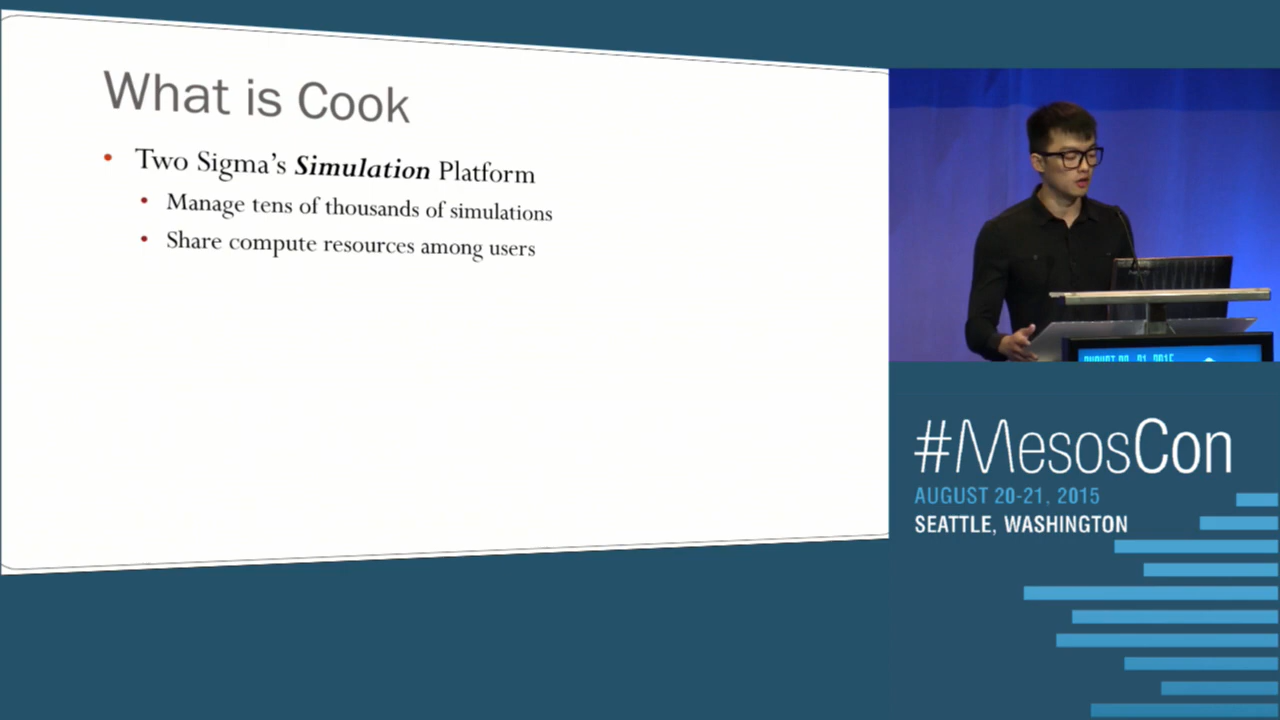 What is Cook
• Two Sigma's Simulation Platform
• Manage tens of thousands of simulations
• Share compute resources among users
#MesosCon
AUGUST 20-21, 2015
SEATTLE, WASHINGTON